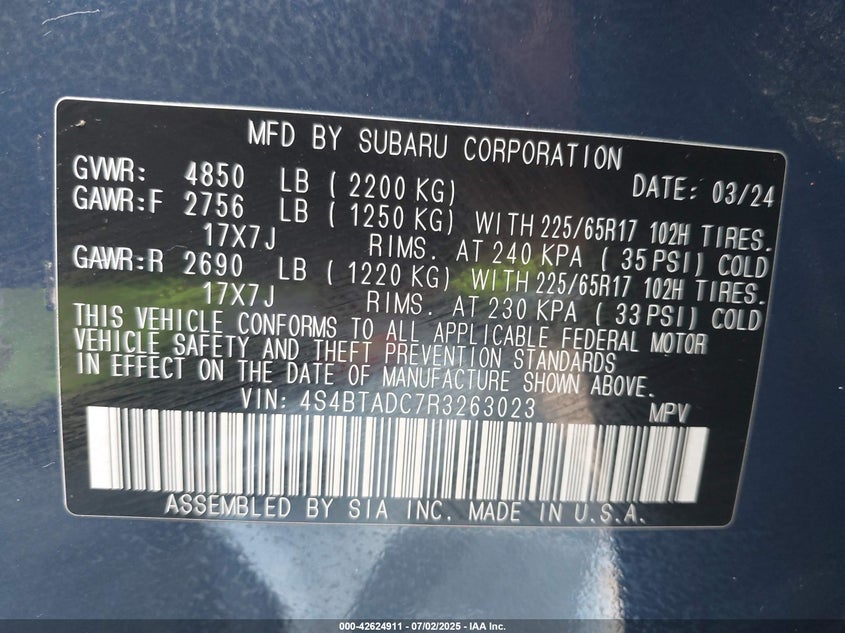 MFD BY SUBARU CORPORATION
GVWR: 4850 LB ( 2200 KG) DATE: 03/24
GAWR:F 2756 LB ( 1250 KG) WITH 225/65R17 102H TIRES.
17X7J RIMS. AT 240 KPA ( 35 PSI) COLD
GAWR:R 2690 LB ( 1220 KG) WITH 225/65R17 102H TIRES.
17X7J RIMS. AT 230 KPA ( 33 PSI) COLD
THIS VEHICLE CONFORMS TO ALL APPLICABLE FEDERAL MOTOR
VEHICLE SAFETY AND THEFT PREVENTION STANDARDS
IN EFFECT ON THE DATE OF MANUFACTURE SHOWN ABOVE.
VIN: 4S4BTADC7R3263023 MPV
ASSEMBLED BY SIA INC. MADE IN U.S.A.
000-42624911 - 07/02/2025 - IAA Inc.